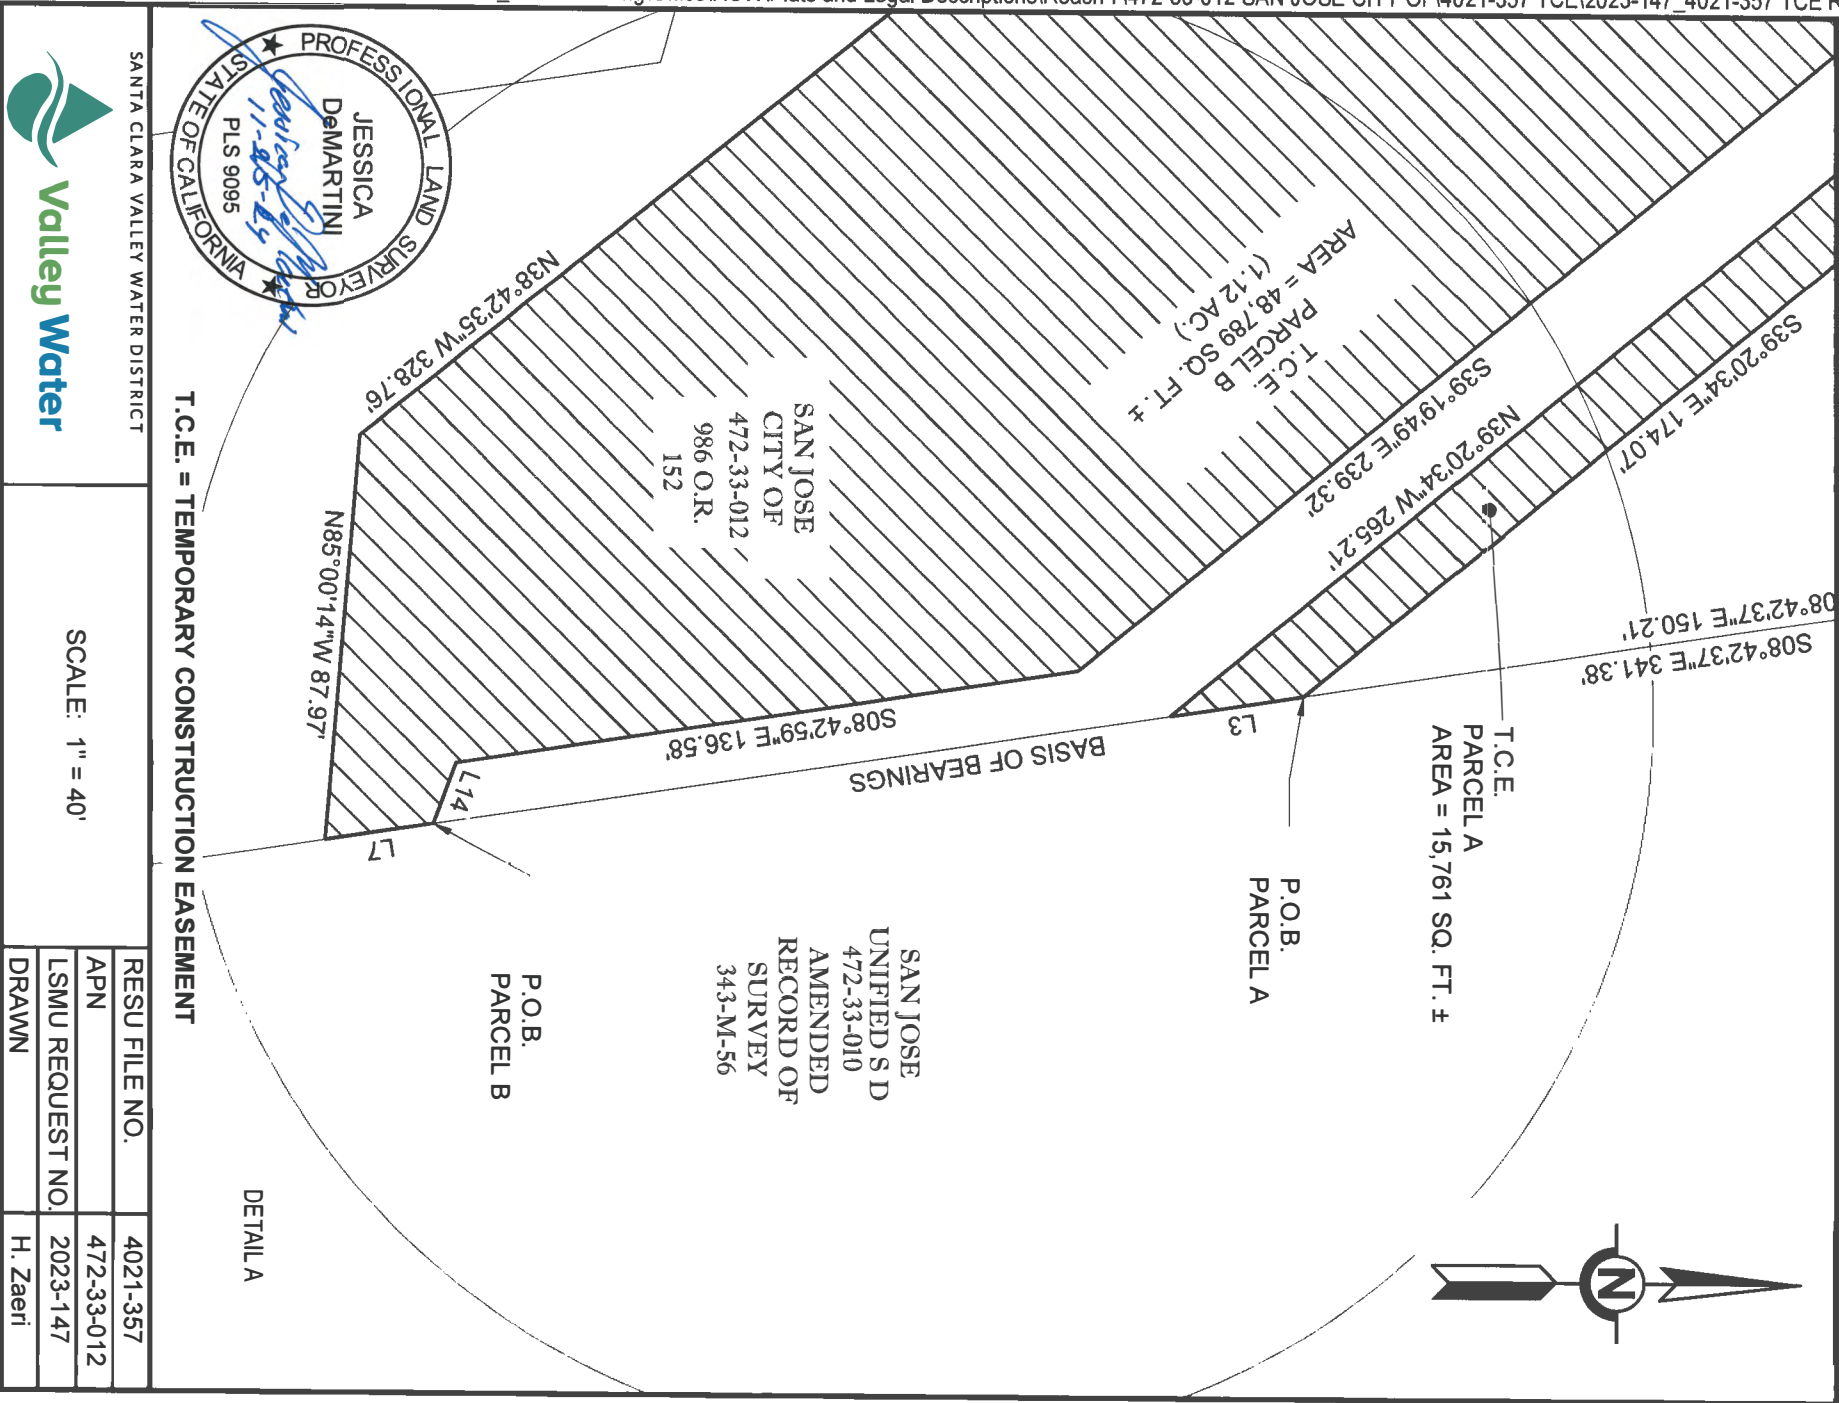 SAN JOSE
CITY OF
472-33-012
986 O.R.
152
T.C.E.
PARCEL B
AREA = 48,789 SQ. FT. ±
(1.12 AC.)
S39°20'34"E 174.07'
N39°20'34"W 265.21'
S39°19'49"E 239.32'
N38°42'35"W 328.76'
S08°42'37"E 150.21'
S08°42'37"E 341.38'
T.C.E.
PARCEL A
AREA = 15,761 SQ. FT. ±
L3
P.O.B.
PARCEL A
BASIS OF BEARINGS
S08°42'59"E 136.58'
L14
L7
N85°00'14"W 87.97'
SAN JOSE
UNIFIED S D
472-33-010
AMENDED
RECORD OF
SURVEY
343-M-56
P.O.B.
PARCEL B
DETAIL A
N
PROFESSIONAL LAND SURVEYOR
JESSICA
DeMARTINI
PLS 9095
STATE OF CALIFORNIA
T.C.E. = TEMPORARY CONSTRUCTION EASEMENT
SANTA CLARA VALLEY WATER DISTRICT
Valley Water
SCALE: 1" = 40'
RESU FILE NO. 4021-357
APN 472-33-012
LSMU REQUEST NO. 2023-147
DRAWN H. Zaeri